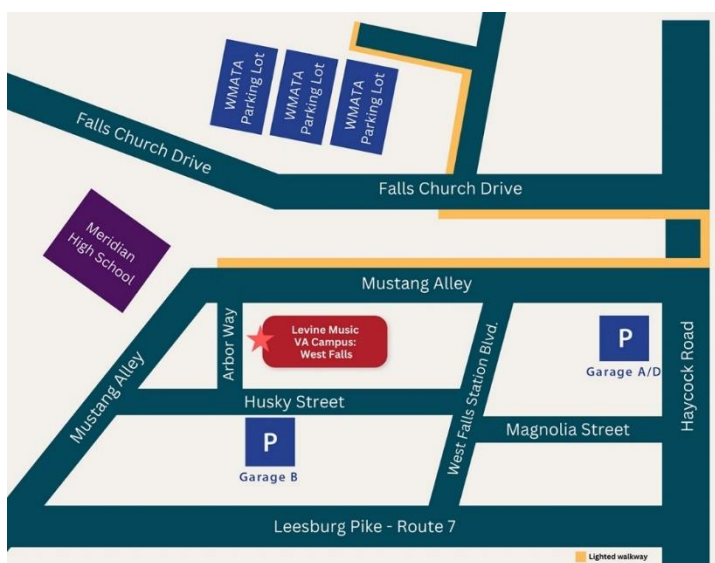 WMATA
Parking Lot
WMATA
Parking Lot
WMATA
Parking Lot
Falls Church Drive
Falls Church Drive
Meridian
High School
Mustang Alley
Arbor Way
Levine Music
VA Campus:
West Falls
West Falls Station Blvd.
P
Garage A/D
Haycock Road
Mustang Alley
Husky Street
Magnolia Street
P
Garage B
Leesburg Pike - Route 7
Lighted walkway